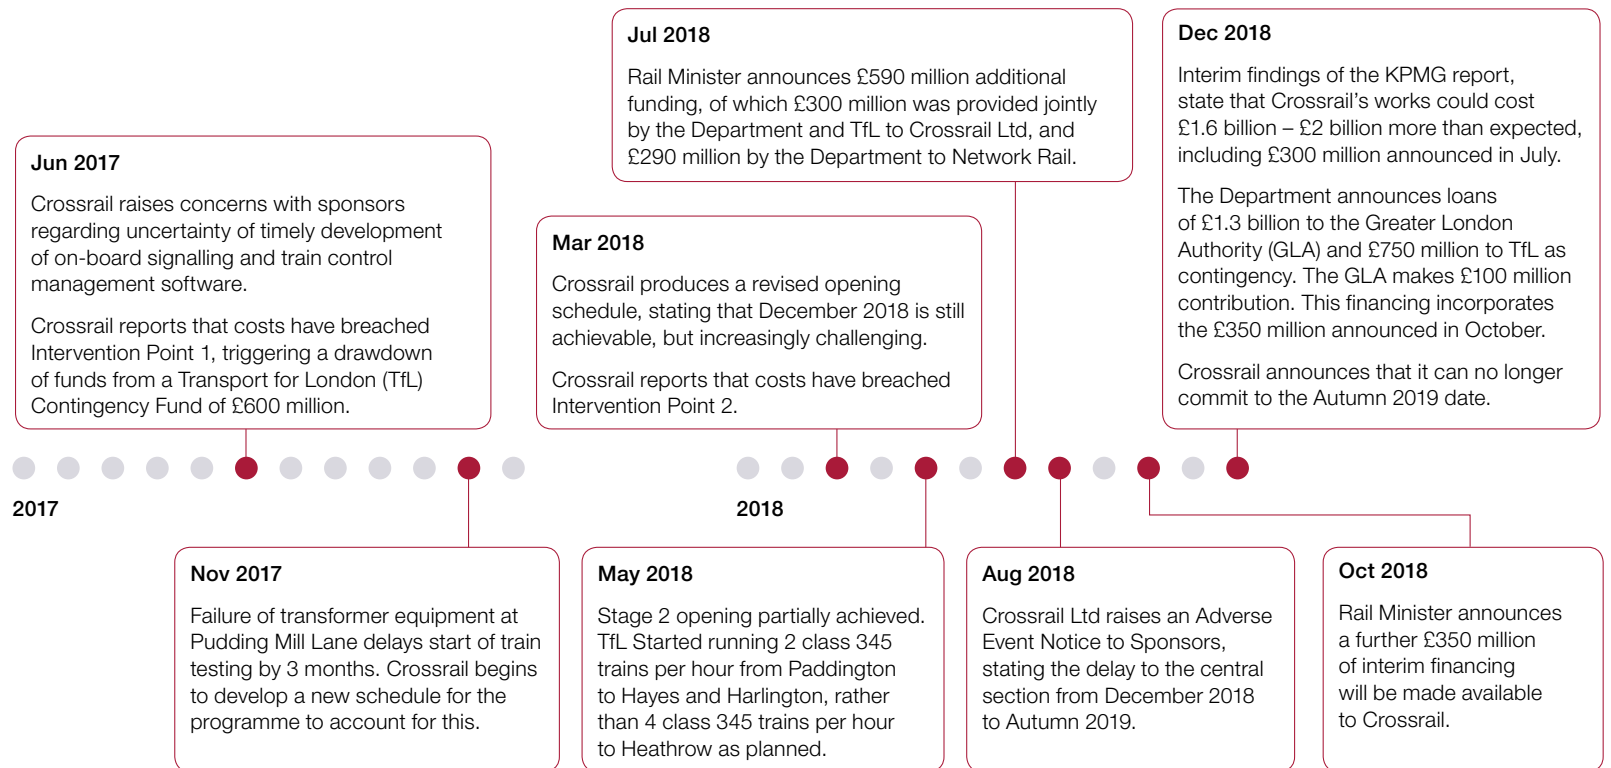 Jun 2017
Crossrail raises concerns with sponsors
regarding uncertainty of timely development
of on-board signalling and train control
management software.
Crossrail reports that costs have breached
Intervention Point 1, triggering a drawdown
of funds from a Transport for London (TfL)
Contingency Fund of £600 million.
Mar 2018
Crossrail produces a revised opening
schedule, stating that December 2018 is still
achievable, but increasingly challenging.
Crossrail reports that costs have breached
Intervention Point 2.
Jul 2018
Rail Minister announces £590 million additional
funding, of which £300 million was provided jointly
by the Department and TfL to Crossrail Ltd, and
£290 million by the Department to Network Rail.
Dec 2018
Interim findings of the KPMG report,
state that Crossrail's works could cost
£1.6 billion – £2 billion more than expected,
including £300 million announced in July.
The Department announces loans
of £1.3 billion to the Greater London
Authority (GLA) and £750 million to TfL as
contingency. The GLA makes £100 million
contribution. This financing incorporates
the £350 million announced in October.
Crossrail announces that it can no longer
commit to the Autumn 2019 date.
2017
2018
Nov 2017
Failure of transformer equipment at
Pudding Mill Lane delays start of train
testing by 3 months. Crossrail begins
to develop a new schedule for the
programme to account for this.
May 2018
Stage 2 opening partially achieved.
TfL Started running 2 class 345
trains per hour from Paddington
to Hayes and Harlington, rather
than 4 class 345 trains per hour
to Heathrow as planned.
Aug 2018
Crossrail Ltd raises an Adverse
Event Notice to Sponsors,
stating the delay to the central
section from December 2018
to Autumn 2019.
Oct 2018
Rail Minister announces
a further £350 million
of interim financing
will be made available
to Crossrail.